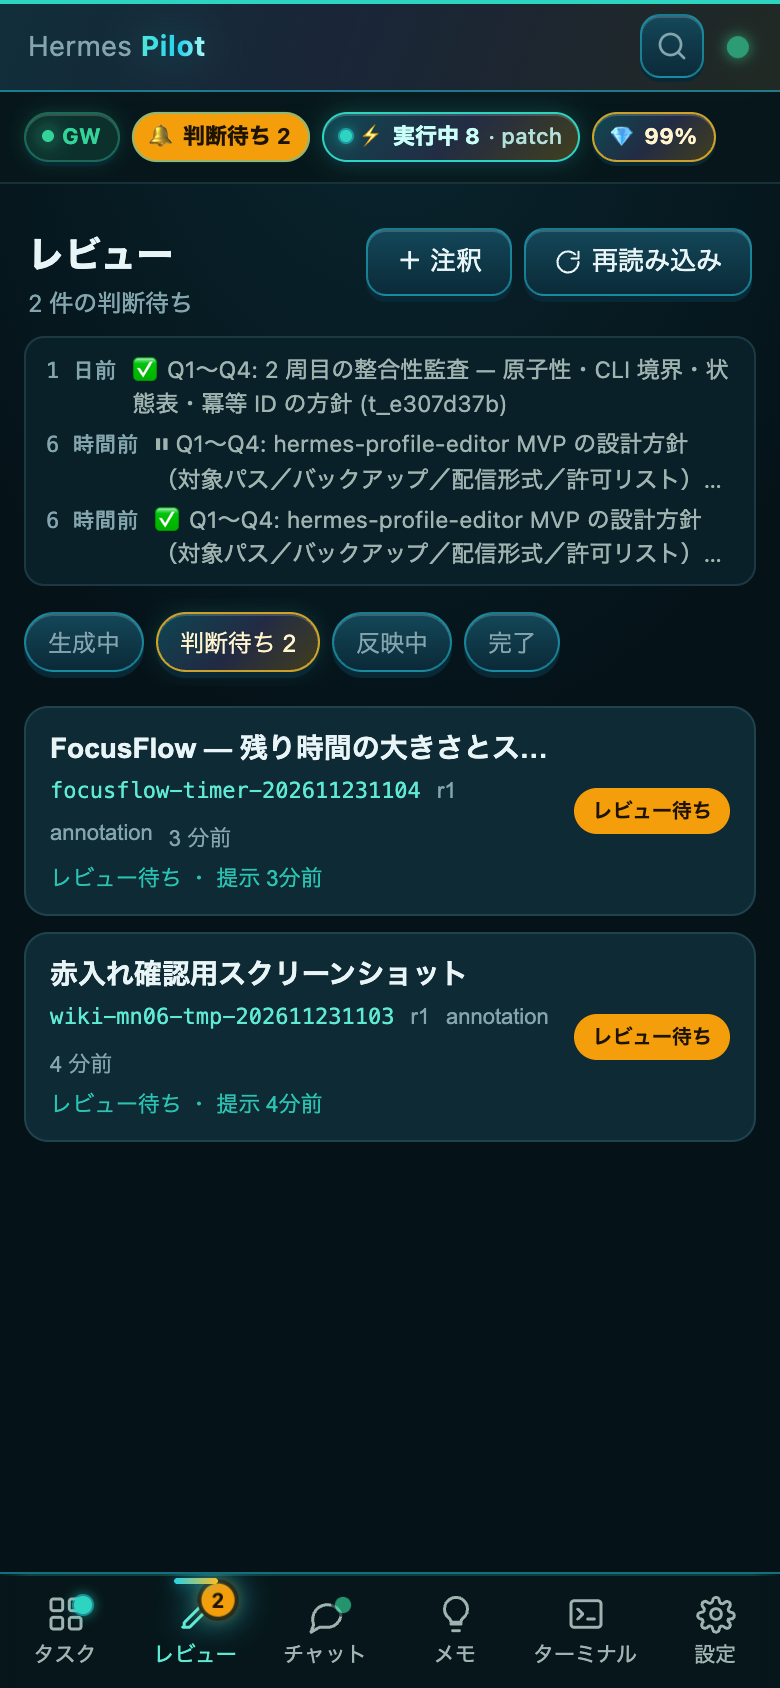 Hermes Pilot
GW
判断待ち 2
実行中 8 · patch
99%
レビュー
2 件の判断待ち
注釈
再読み込み
1 日前 ✅ Q1〜Q4: 2 周目の整合性監査 — 原子性・CLI 境界・状
態表・冪等 ID の方針 (t_e307d37b)
6 時間前 ⏸ Q1〜Q4: hermes-profile-editor MVP の設計方針
（対象パス／バックアップ／配信形式／許可リスト）...
6 時間前 ✅ Q1〜Q4: hermes-profile-editor MVP の設計方針
（対象パス／バックアップ／配信形式／許可リスト）...
生成中
判断待ち 2
反映中
完了
FocusFlow — 残り時間の大きさとス...
focusflow-timer-202611231104 r1
annotation 3 分前
レビュー待ち ・ 提示 3分前
レビュー待ち
赤入れ確認用スクリーンショット
wiki-mn06-tmp-202611231103 r1 annotation
4 分前
レビュー待ち ・ 提示 4分前
レビュー待ち
タスク
2
レビュー
チャット
メモ
ターミナル
設定